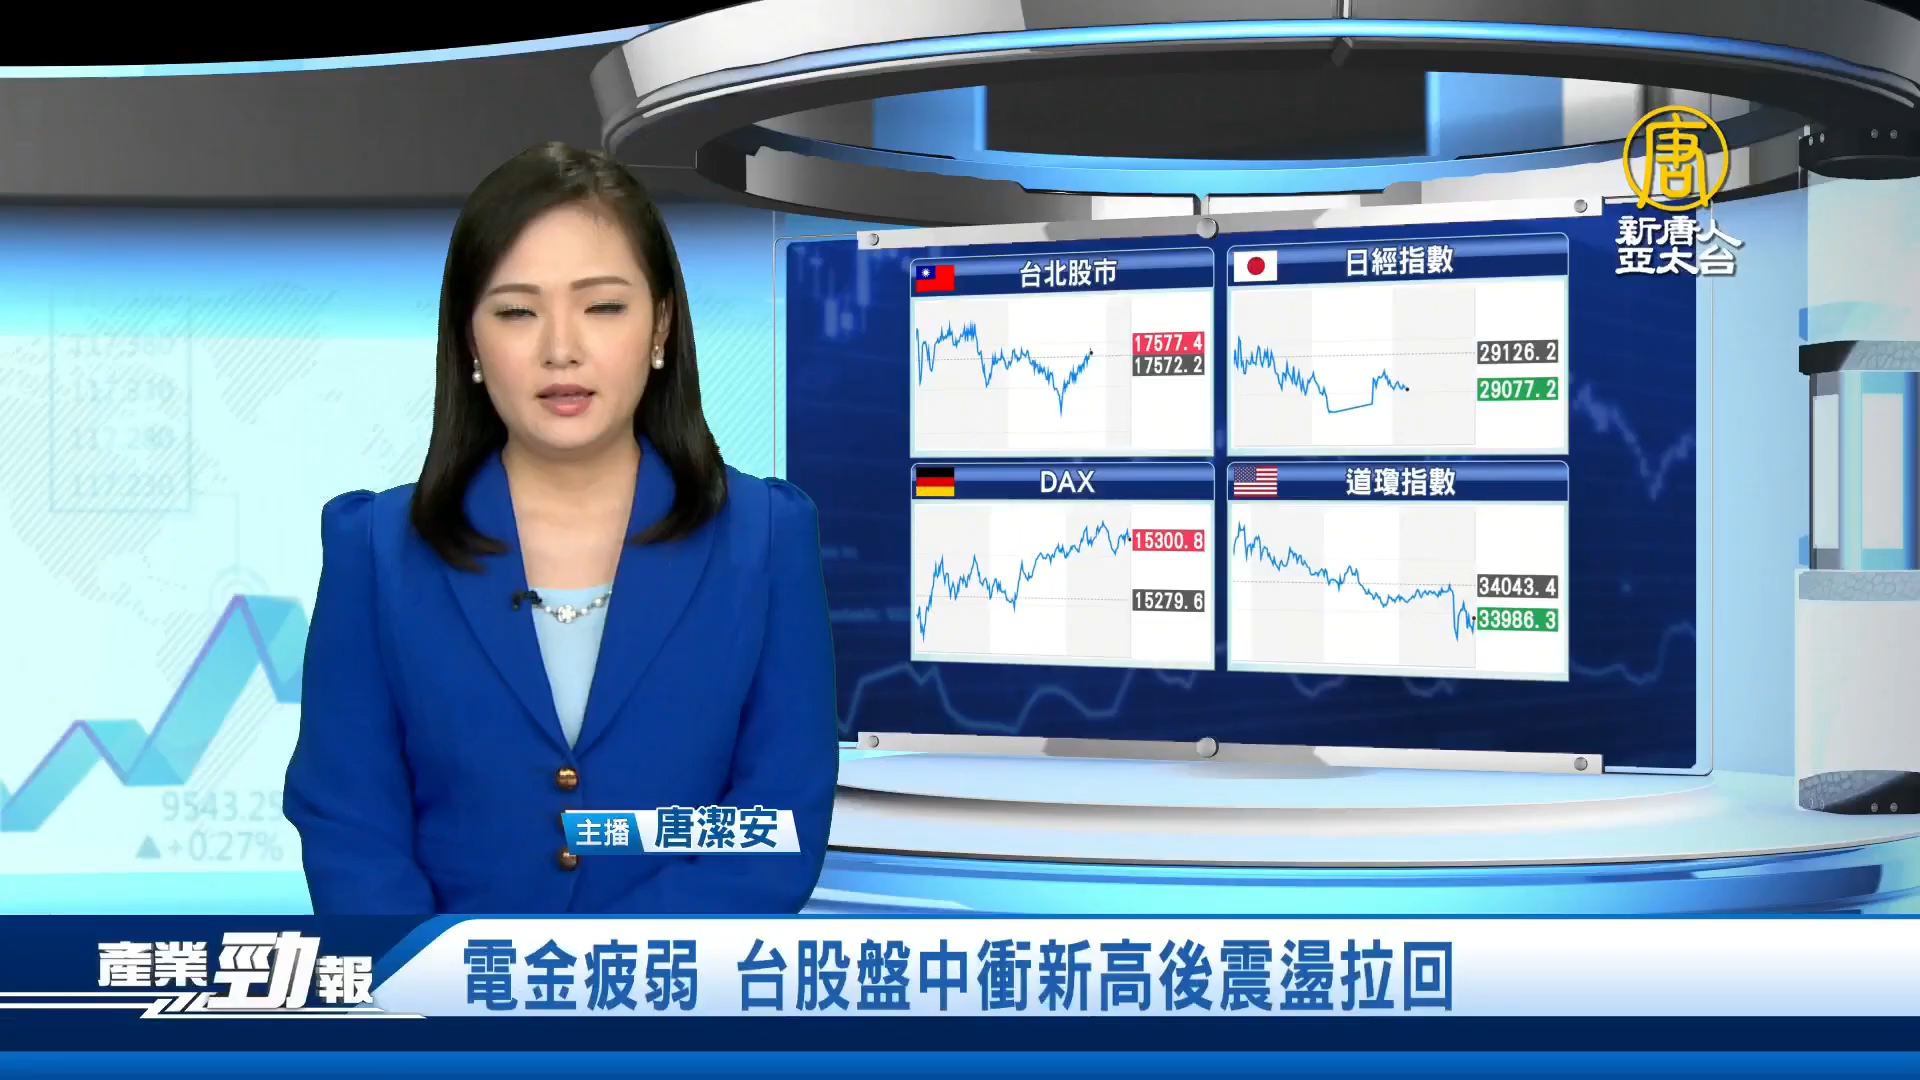 唐
新唐人
亞太台
台北股市
17577.4
17572.2
日經指數
29126.2
29077.2
DAX
15300.8
15279.6
道瓊指數
34043.4
33986.3
9543.25
▲+0.27%
主播 唐潔安
產業勁報
電金疲弱 台股盤中衝新高後震盪拉回